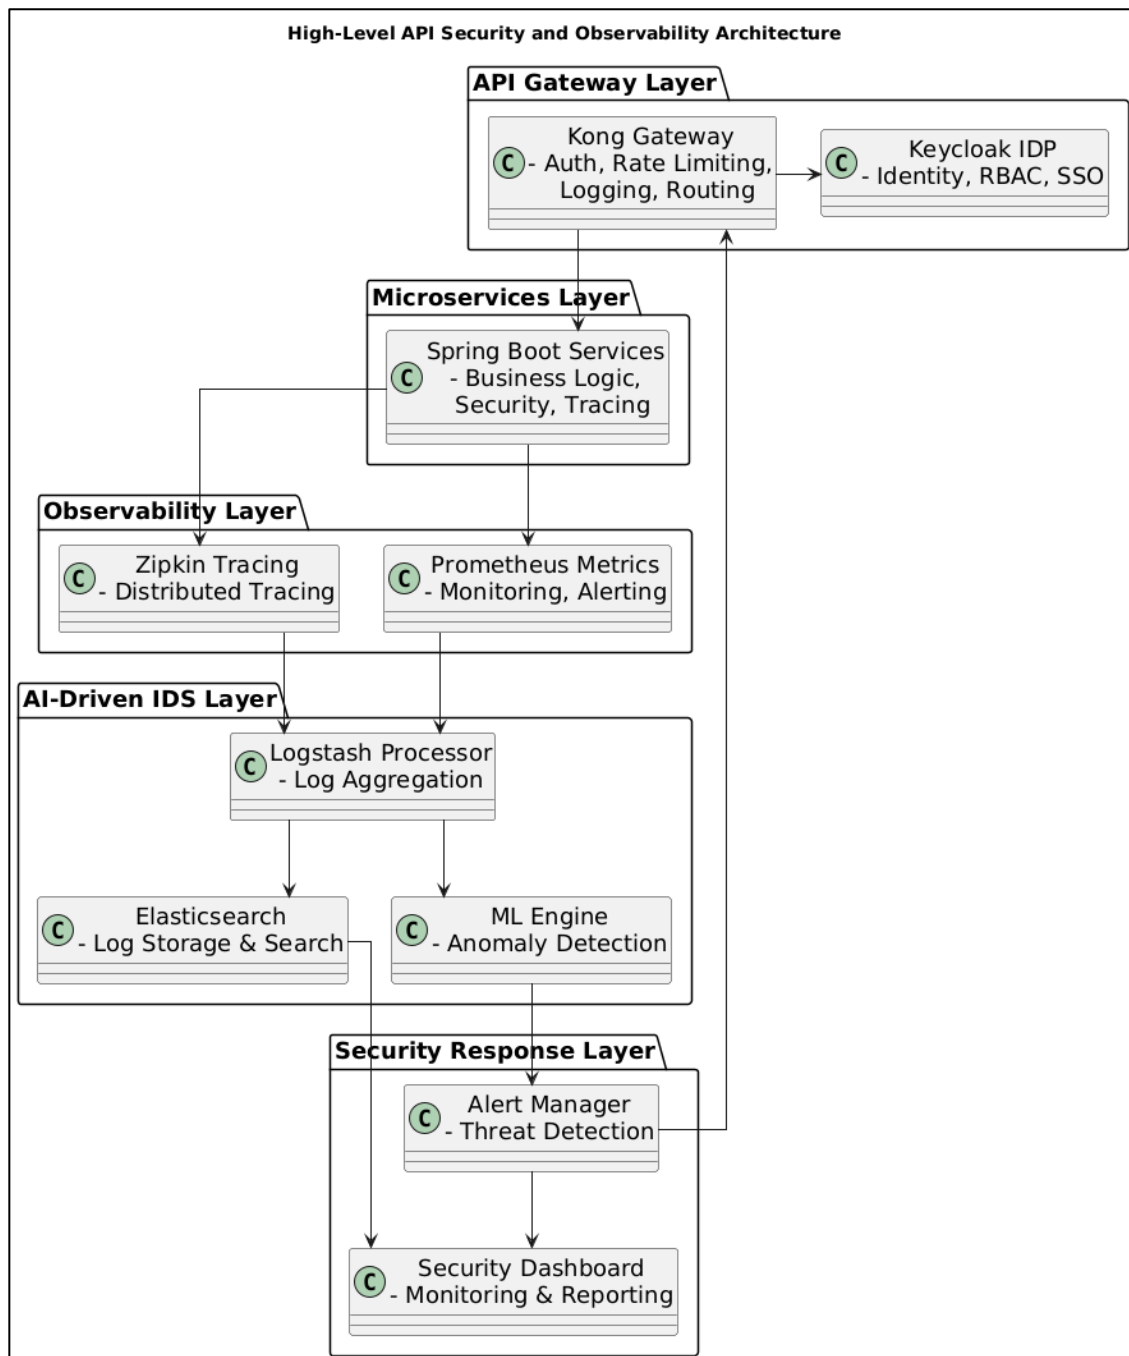 High-Level API Security and Observability Architecture
API Gateway Layer
C
Kong Gateway
- Auth, Rate Limiting,
Logging, Routing
C
Keycloak IDP
- Identity, RBAC, SSO
Microservices Layer
C
Spring Boot Services
- Business Logic,
Security, Tracing
Observability Layer
C
Zipkin Tracing
- Distributed Tracing
C
Prometheus Metrics
- Monitoring, Alerting
AI-Driven IDS Layer
C
Logstash Processor
- Log Aggregation
C
Elasticsearch
- Log Storage & Search
C
ML Engine
- Anomaly Detection
Security Response Layer
C
Alert Manager
- Threat Detection
C
Security Dashboard
- Monitoring & Reporting